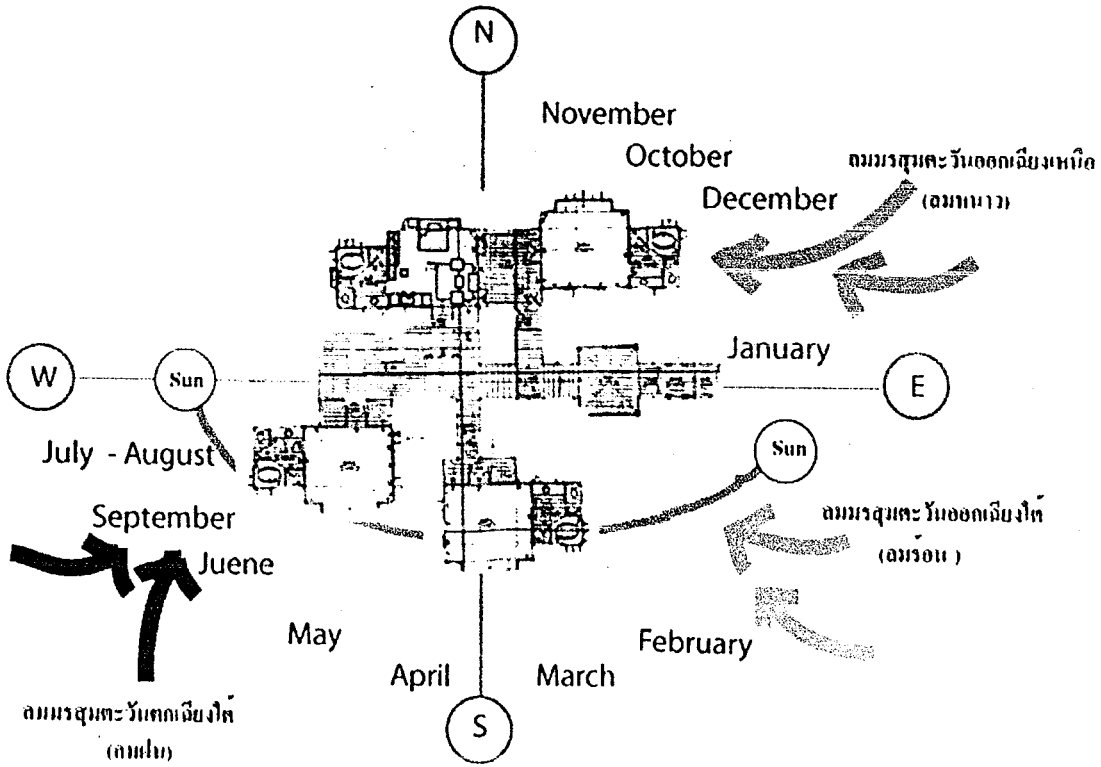 N
November
October
December
ลมมรสุมตะวันออกเฉียงเหนือ
(ลมหนาว)
January
W
Sun
E
July - August
Sun
September
Juene
ลมมรสุมตะวันออกเฉียงใต้
(ลมร้อน )
May
February
April
March
ลมมรสุมตะวันตกเฉียงใต้
(ลมฝน)
S